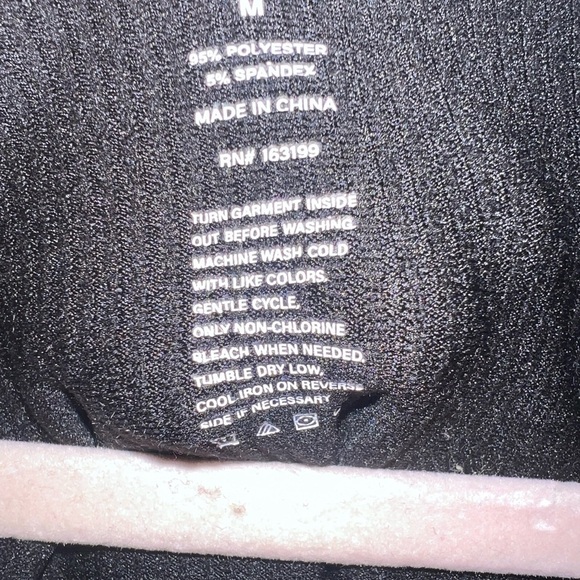 M
95% POLYESTER
5% SPANDEX
MADE IN CHINA
RN# 163199
TURN GARMENT INSIDE
OUT BEFORE WASHING.
MACHINE WASH COLD
WITH LIKE COLORS.
GENTLE CYCLE.
ONLY NON-CHLORINE
BLEACH WHEN NEEDED.
TUMBLE DRY LOW.
COOL IRON ON REVERSE
SIDE IF NECESSARY